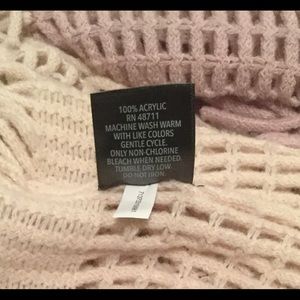 100% ACRYLIC
RN 48711
MACHINE WASH WARM
WITH LIKE COLORS
GENTLE CYCLE.
ONLY NON-CHLORINE
BLEACH WHEN NEEDED.
TUMBLE DRY LOW.
DO NOT IRON.